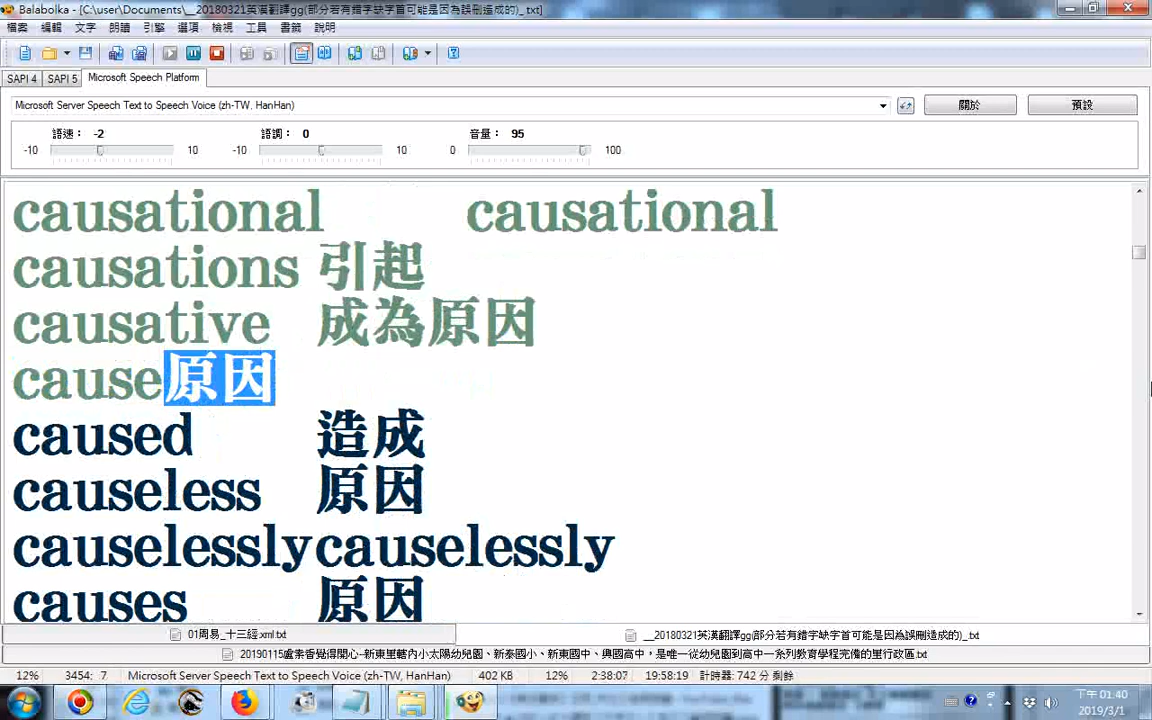 Balabolka - [C:\user\Documents\__20180321英漢翻譯gg(部分若有錯字缺字首可能是因為誤刪造成的)_.txt]
檔案 編輯 文字 朗讀 引擎 選項 檢視 工具 書籤 說明
SAPI 4 SAPI 5 Microsoft Speech Platform
Microsoft Server Speech Text to Speech Voice (zh-TW, HanHan) 關於 預設
語速： -2 語調： 0 音量： 95
-10 10 -10 10 0 100
causational causational
causations 引起
causative 成為原因
cause原因
caused 造成
causeless 原因
causelesslycauselessly
causes 原因
01周易_十三經.xml.txt __20180321英漢翻譯gg(部分若有錯字缺字首可能是因為誤刪造成的)_.txt
20190115盧素香覺得開心-新東里轄內小太陽幼兒園、新泰國小、新東國中、興國高中，是唯一從幼兒園到高中一系列教育學程完備的里行政區.txt
12% 3454: 7 Microsoft Server Speech Text to Speech Voice (zh-TW, HanHan) 402 KB 12% 2:38:07 19:58:19 計時器: 742 分 剩餘
下午 01:40
2019/3/1